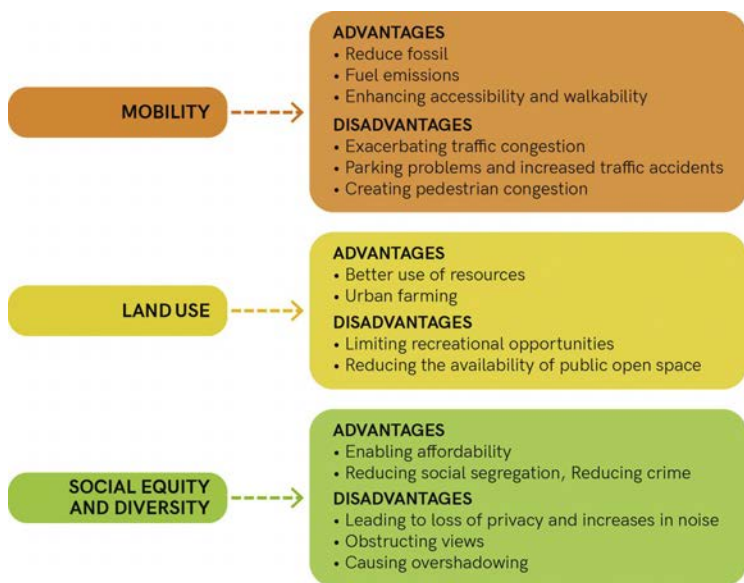 MOBILITY
ADVANTAGES
• Reduce fossil
• Fuel emissions
• Enhancing accessibility and walkability
DISADVANTAGES
• Exacerbating traffic congestion
• Parking problems and increased traffic accidents
• Creating pedestrian congestion
LAND USE
ADVANTAGES
• Better use of resources
• Urban farming
DISADVANTAGES
• Limiting recreational opportunities
• Reducing the availability of public open space
SOCIAL EQUITY
AND DIVERSITY
ADVANTAGES
• Enabling affordability
• Reducing social segregation, Reducing crime
DISADVANTAGES
• Leading to loss of privacy and increases in noise
• Obstructing views
• Causing overshadowing